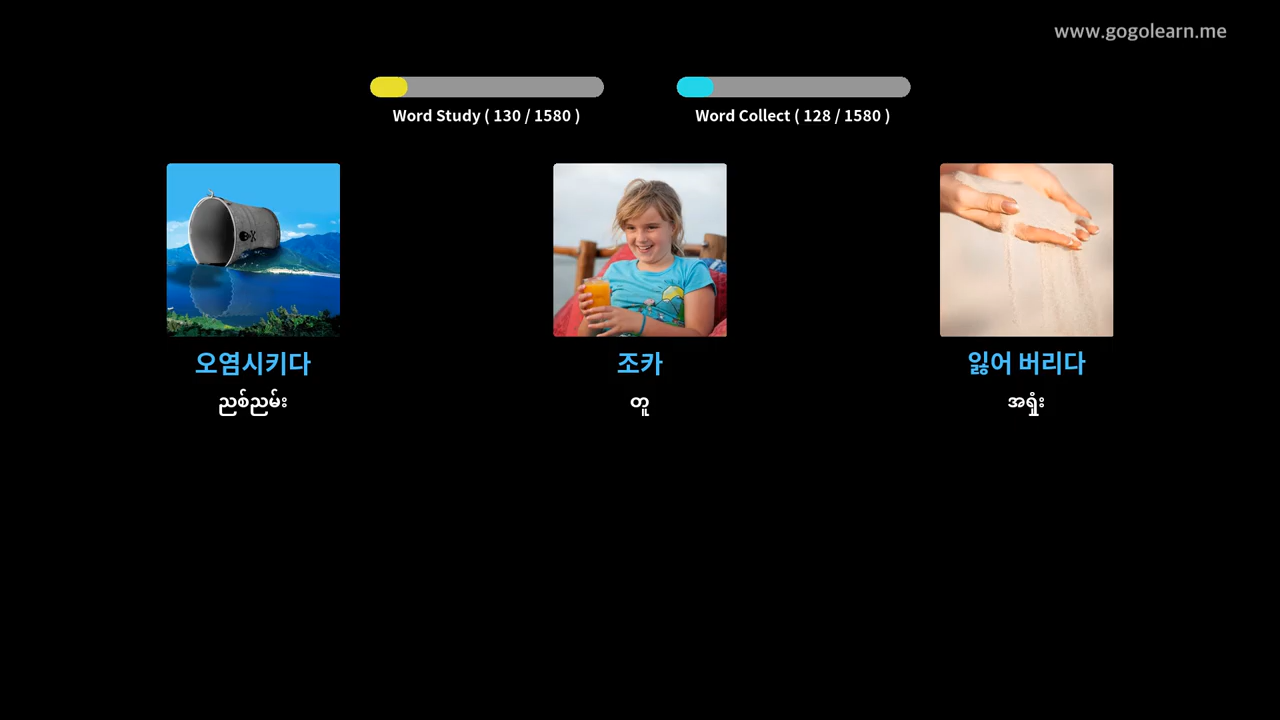 www.gogolearn.me
Word Study ( 130 / 1580 )
Word Collect ( 128 / 1580 )
오염시키다
조카
잃어 버리다
ညစ်ညမ်း
တူ
အရှုံး